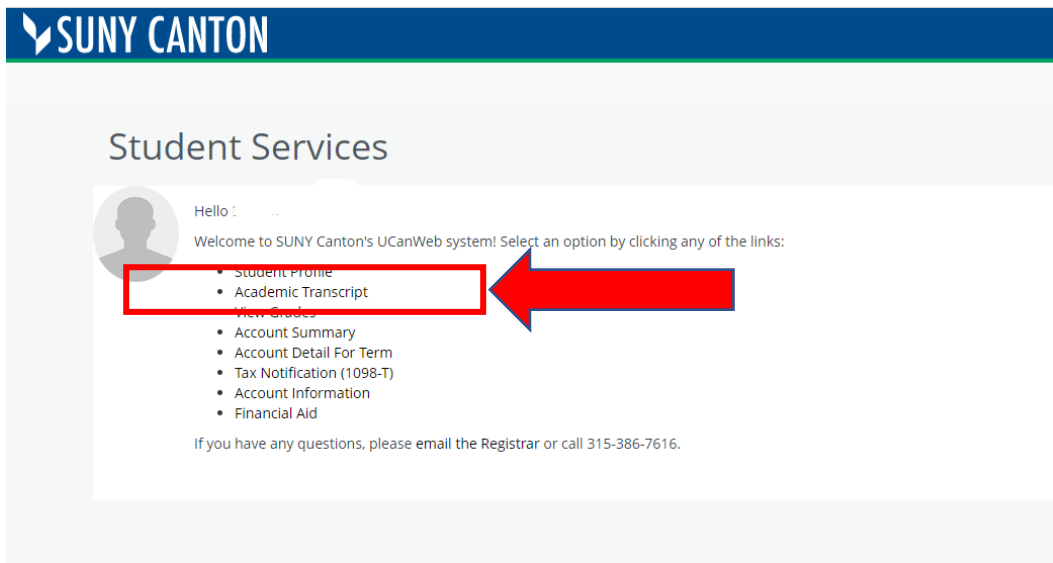 SUNY CANTON
Student Services
Hello
Welcome to SUNY Canton's UCanWeb system! Select an option by clicking any of the links:
• Student Profile
• Academic Transcript
• View Grades
• Account Summary
• Account Detail For Term
• Tax Notification (1098-T)
• Account Information
• Financial Aid
If you have any questions, please email the Registrar or call 315-386-7616.